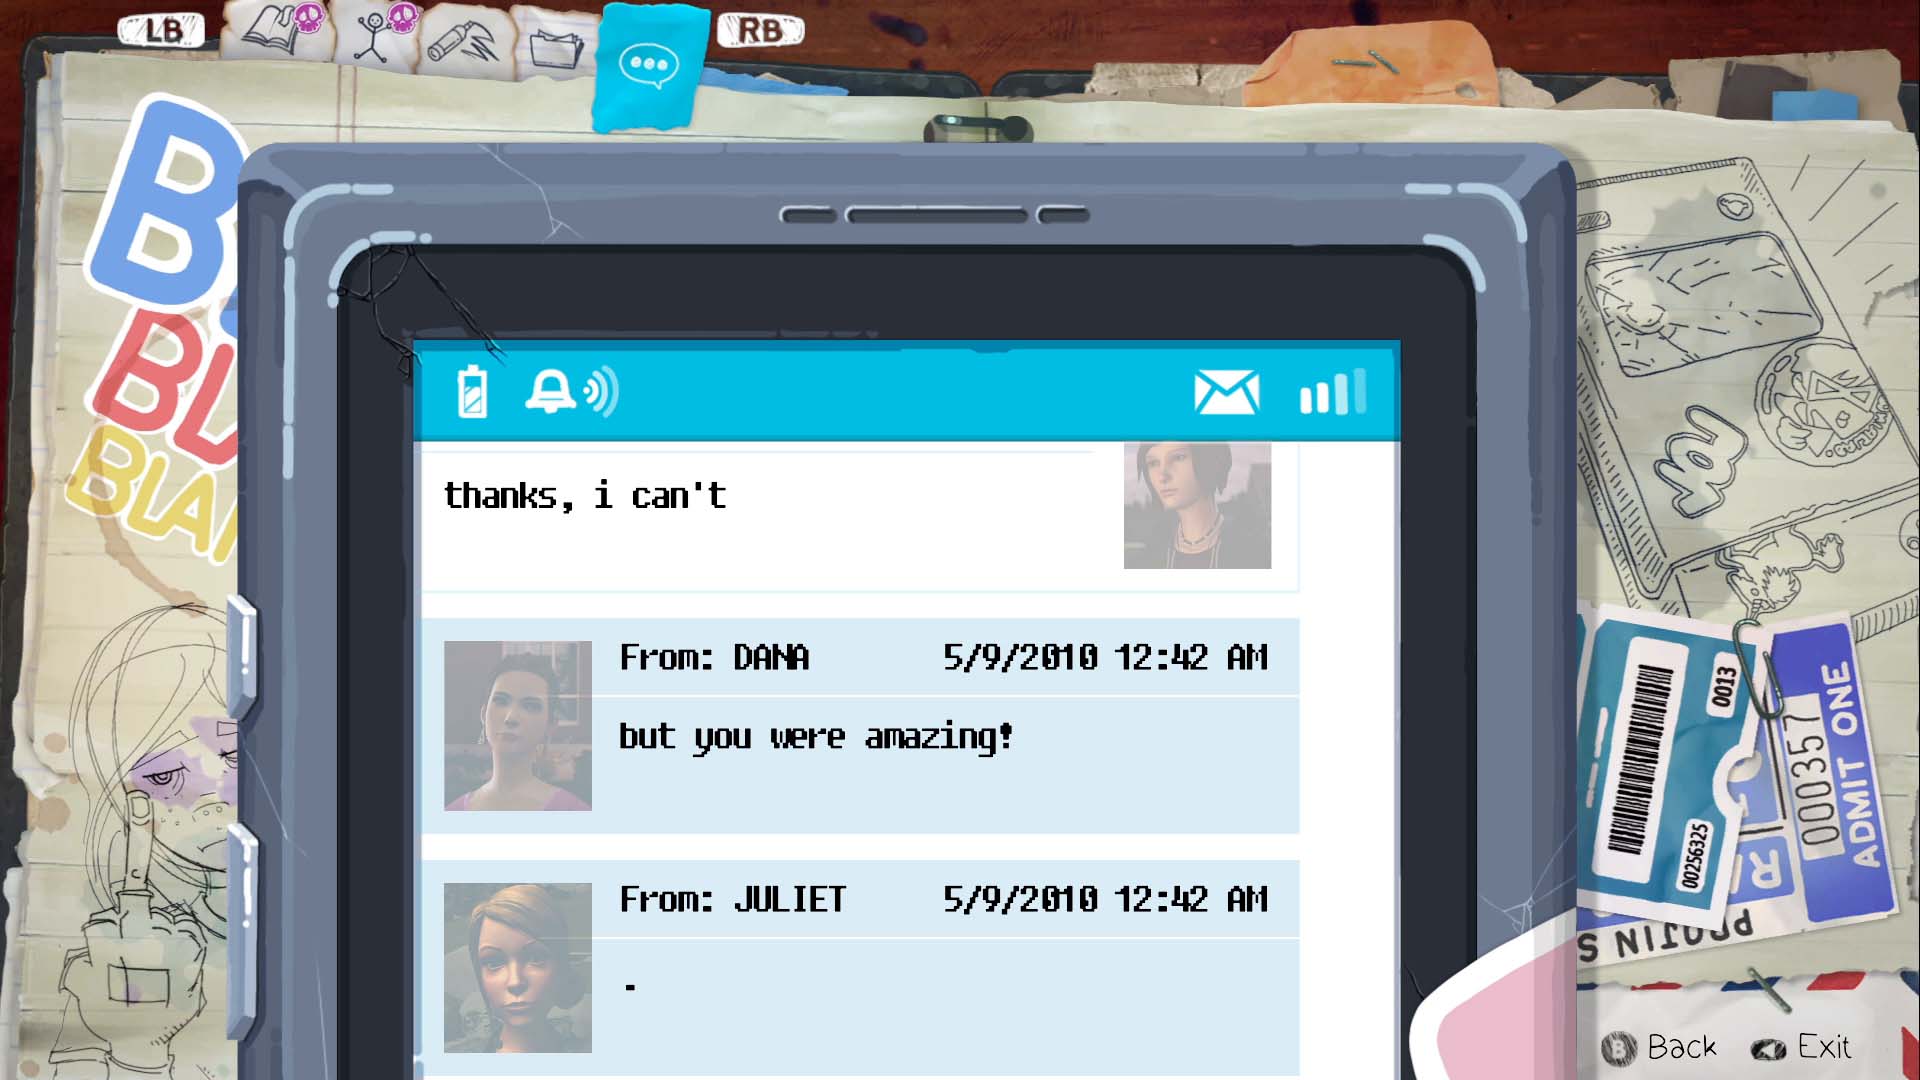 LB
RB
thanks, i can't
From: DANA 5/9/2010 12:42 AM
but you were amazing!
From: JULIET 5/9/2010 12:42 AM
.
0013
00256325
000357
ADMIT ONE
Back
B
Exit